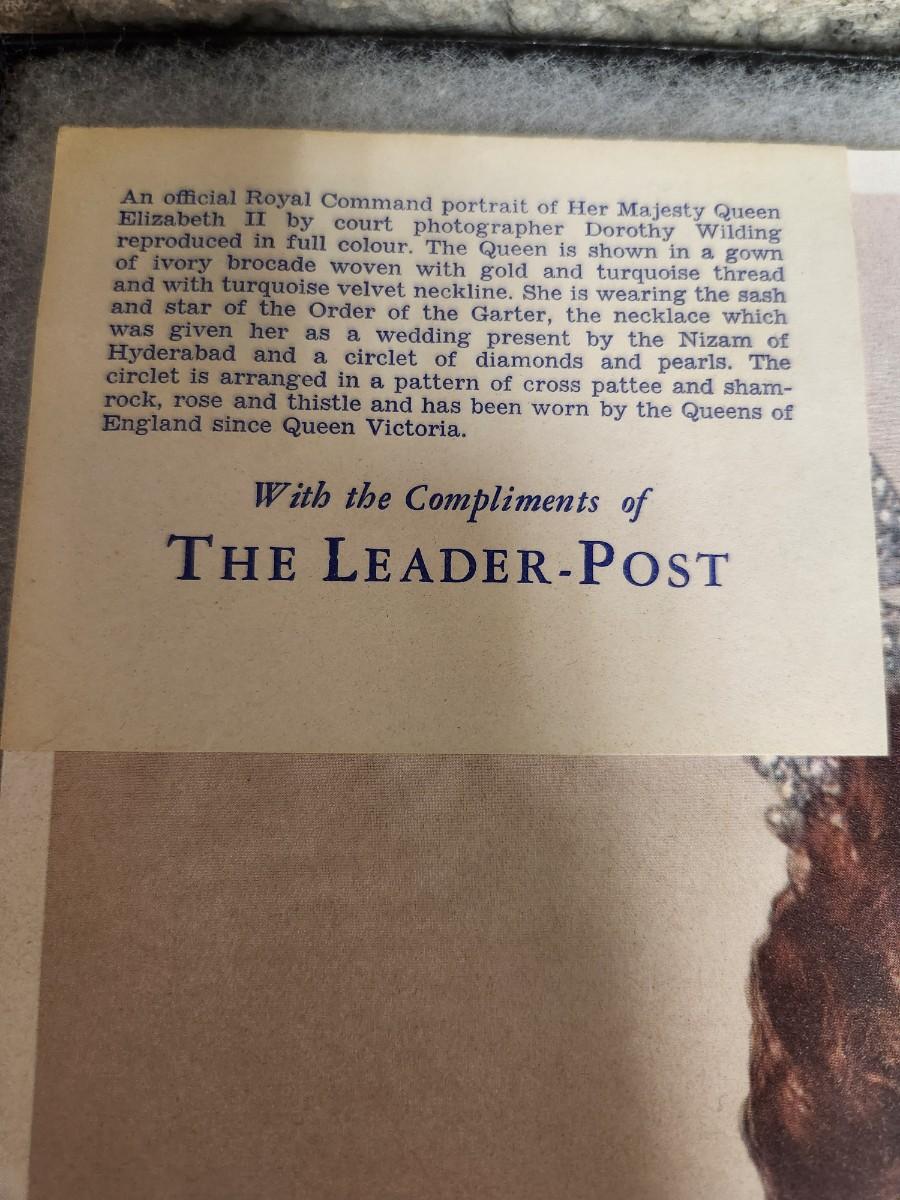 An official Royal Command portrait of Her Majesty Queen
Elizabeth II by court photographer Dorothy Wilding
reproduced in full colour. The Queen is shown in a gown
of ivory brocade woven with gold and turquoise thread
and with turquoise velvet neckline. She is wearing the sash
and star of the Order of the Garter, the necklace which
was given her as a wedding present by the Nizam of
Hyderabad and a circlet of diamonds and pearls. The
circlet is arranged in a pattern of cross pattee and sham-
rock, rose and thistle and has been worn by the Queens of
England since Queen Victoria.
With the Compliments of
THE LEADER-POST